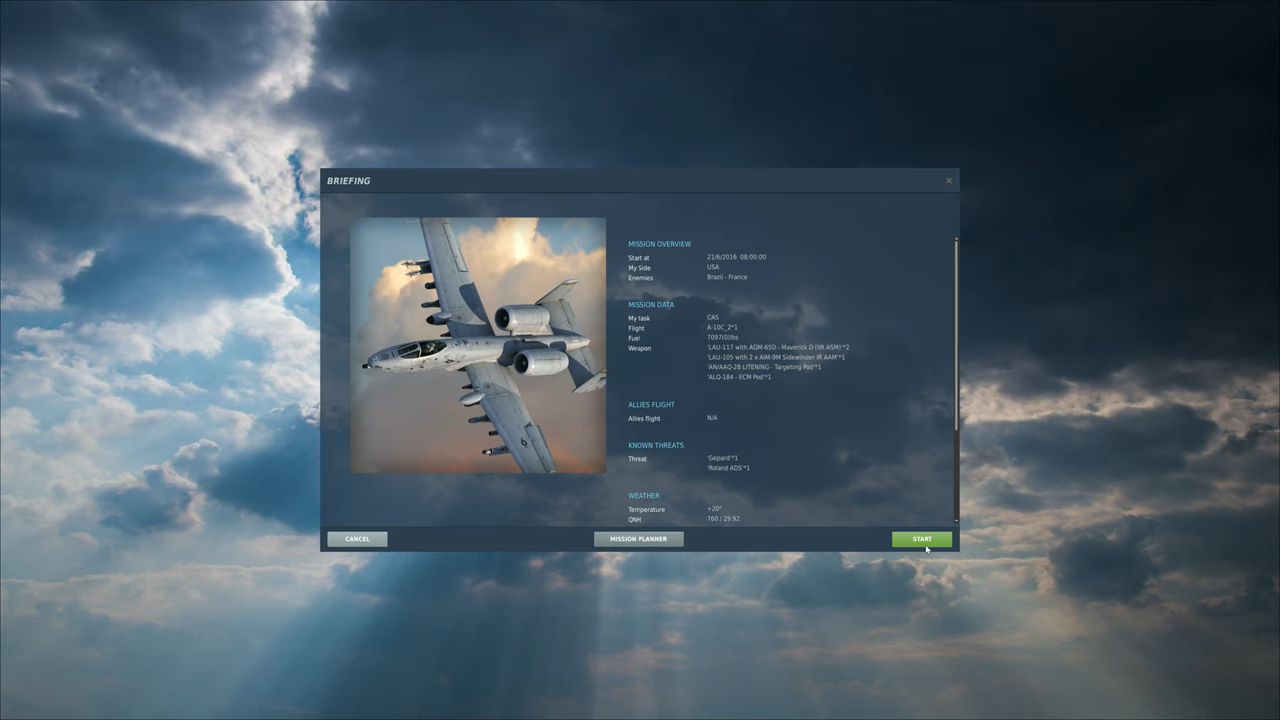 BRIEFING
MISSION OVERVIEW
Start at 21/6/2016 08:00:00
My Side USA
Enemies Brazil - France
MISSION DATA
My task CAS
Flight A-10C_2*1
Fuel 7097(0)lbs
Weapon 'LAU-117 with AGM-65D - Maverick D (IIR ASM)'*2
'LAU-105 with 2 x AIM-9M Sidewinder IR AAM'*1
'AN/AAQ-28 LITENING - Targeting Pod'*1
'ALQ-184 - ECM Pod'*1
ALLIES FLIGHT
Allies flight N/A
KNOWN THREATS
Threat 'Gepard'*1
'Roland ADS'*1
WEATHER
Temperature +20°
QNH 760 / 29.92
CANCEL MISSION PLANNER START